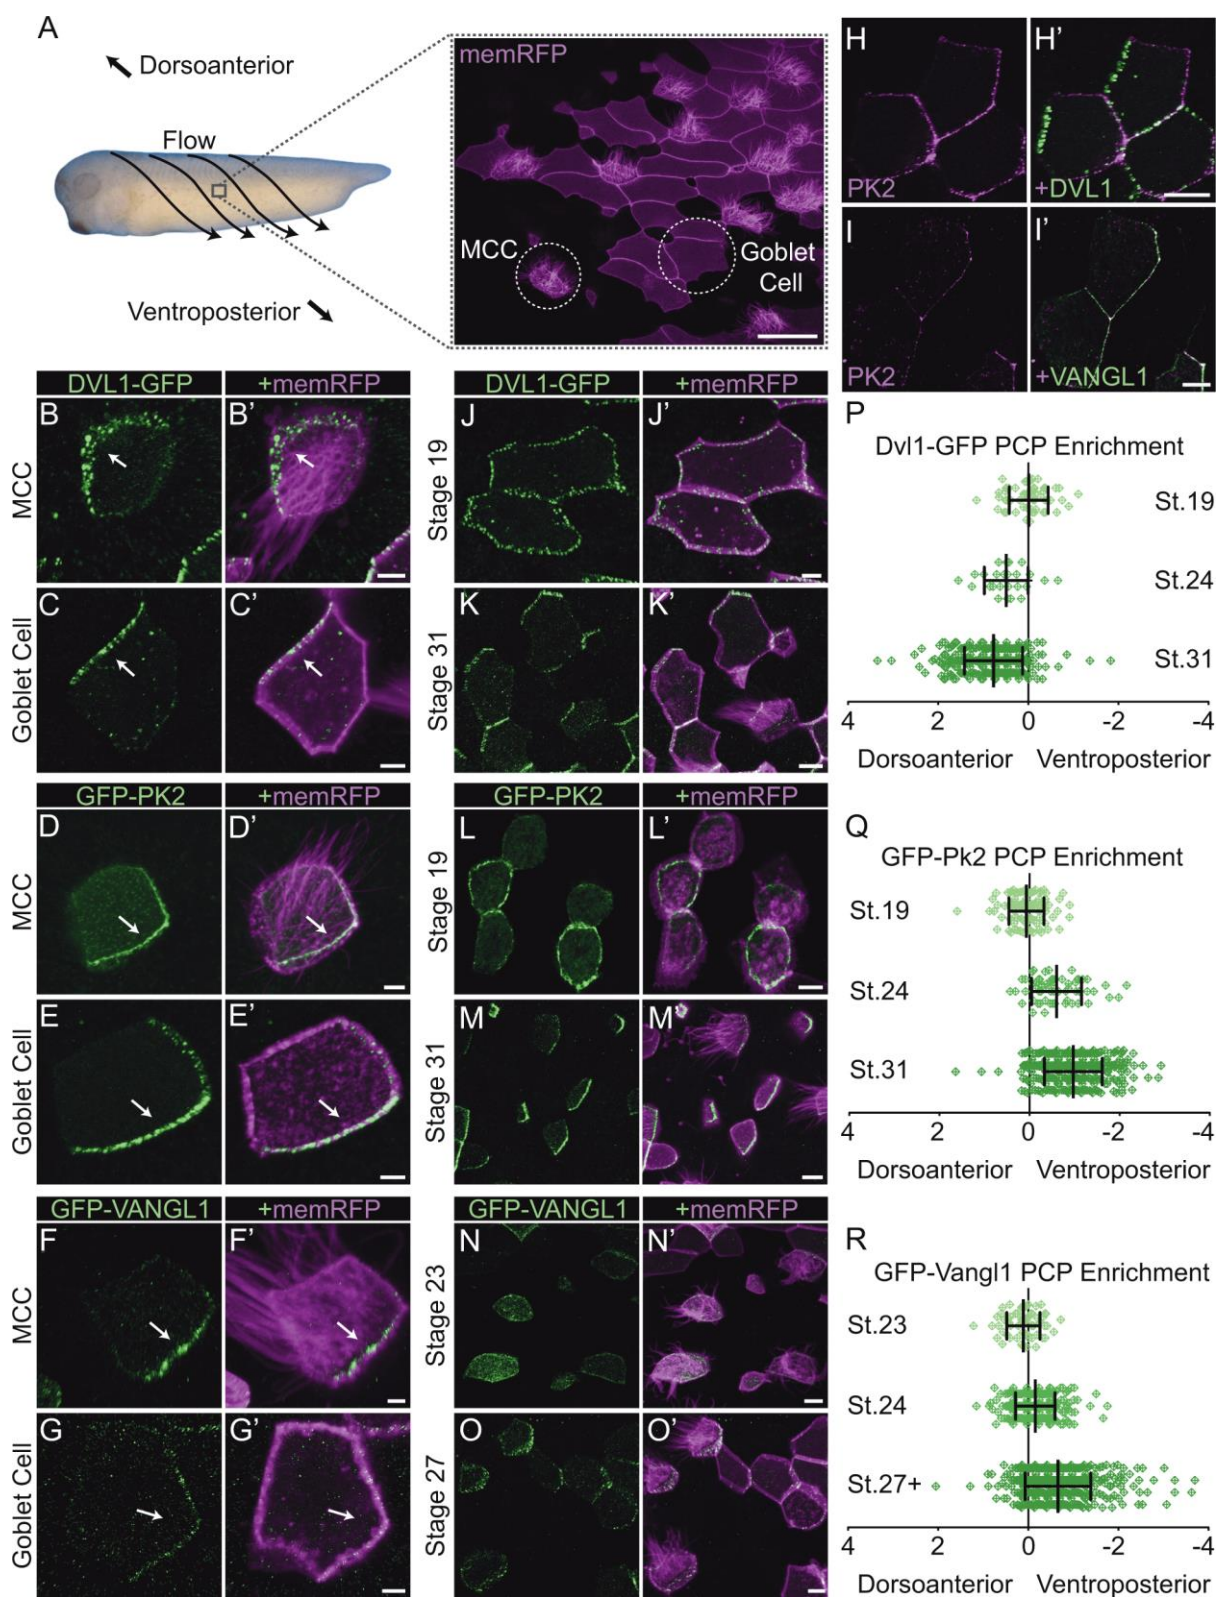 A
Dorsoanterior
Flow
Ventroposterior
memRFP
MCC
Goblet
Cell
H
PK2
H'
+DVL1
I
PK2
I'
+VANGL1
DVL1-GFP
+memRFP
MCC
B
B'
Goblet Cell
C
C'
GFP-PK2
+memRFP
MCC
D
D'
Goblet Cell
E
E'
GFP-VANGL1
+memRFP
MCC
F
F'
Goblet Cell
G
G'
DVL1-GFP
+memRFP
Stage 19
J
J'
Stage 31
K
K'
GFP-PK2
+memRFP
Stage 19
L
L'
Stage 31
M
M'
GFP-VANGL1
+memRFP
Stage 23
N
N'
Stage 27
O
O'
P
Dvl1-GFP PCP Enrichment
St.19
St.24
St.31
4 2 0 -2 -4
Dorsoanterior Ventroposterior
Q
GFP-Pk2 PCP Enrichment
St.19
St.24
St.31
4 2 0 -2 -4
Dorsoanterior Ventroposterior
R
GFP-Vangl1 PCP Enrichment
St.23
St.24
St.27+
4 2 0 -2 -4
Dorsoanterior Ventroposterior